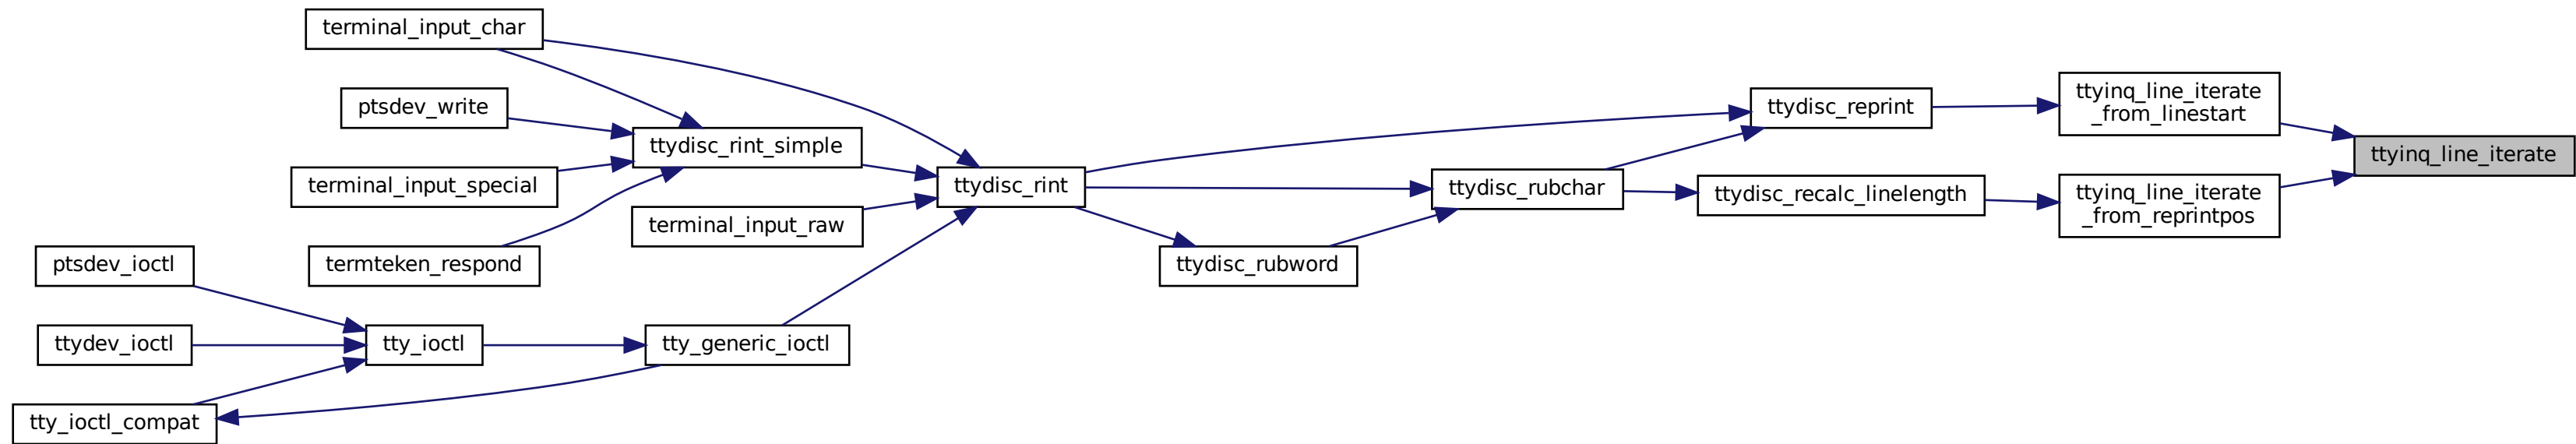 terminal_input_char
ptsdev_write
ttydisc_rint_simple
terminal_input_special
terminal_input_raw
termteken_respond
ptsdev_ioctl
ttydev_ioctl
tty_ioctl
tty_generic_ioctl
tty_ioctl_compat
ttydisc_rint
ttydisc_rubword
ttydisc_rubchar
ttydisc_reprint
ttydisc_recalc_linelength
ttyinq_line_iterate
_from_linestart
ttyinq_line_iterate
_from_reprintpos
ttyinq_line_iterate